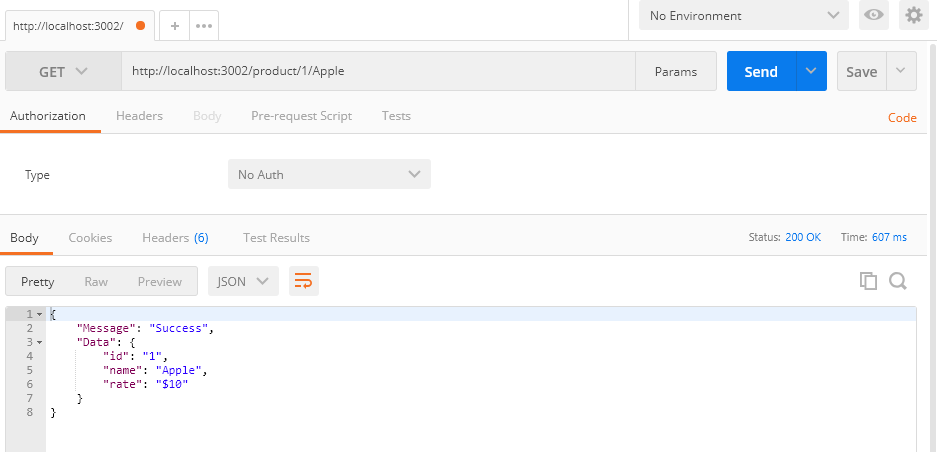 http://localhost:3002/
No Environment
GET http://localhost:3002/product/1/Apple Params Send Save
Authorization Headers Body Pre-request Script Tests Code
Type No Auth
Body Cookies Headers (6) Test Results Status: 200 OK Time: 607 ms
Pretty Raw Preview JSON
1 {
2 "Message": "Success",
3 "Data": {
4 "id": "1",
5 "name": "Apple",
6 "rate": "$10"
7 }
8 }